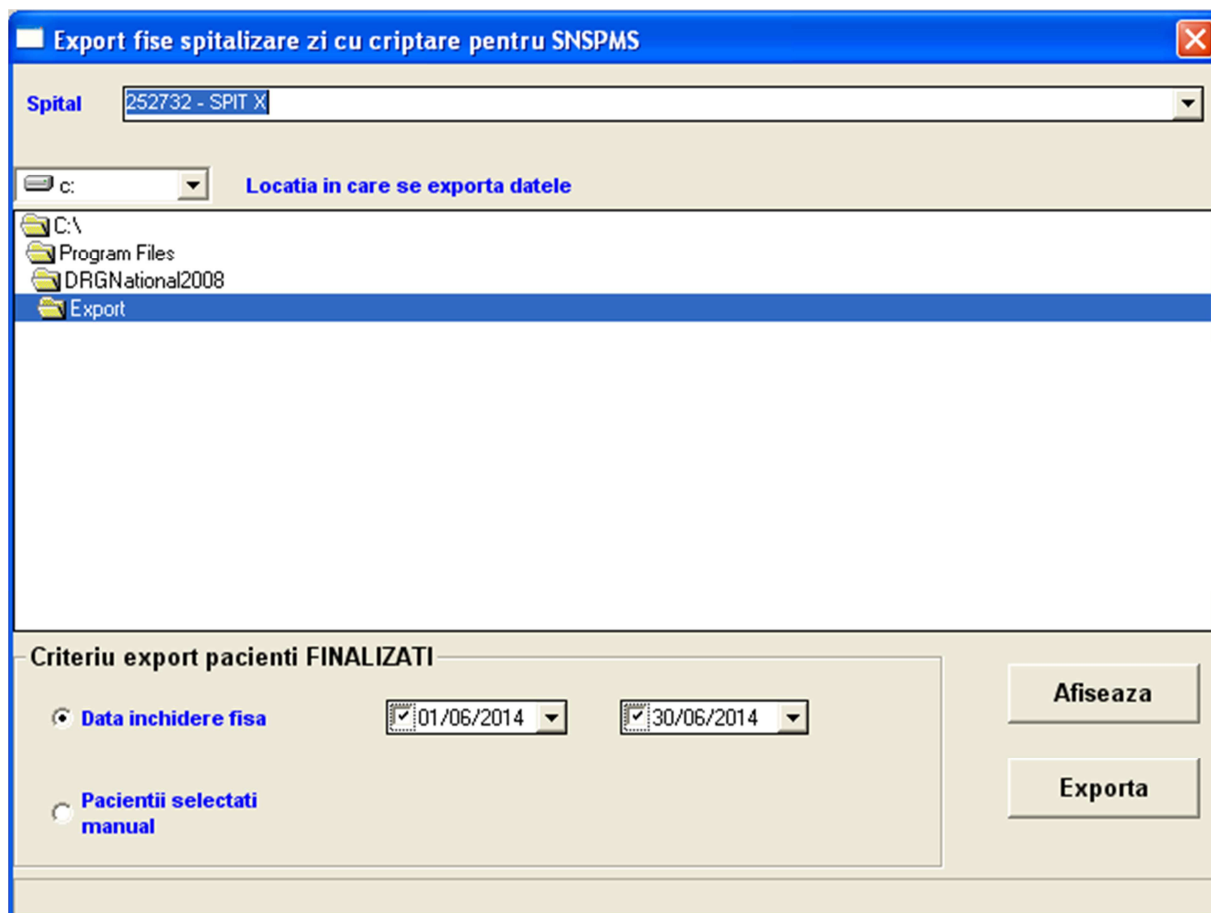 Export fise spitalizare zi cu criptare pentru SNSPMS
Spital 252732 - SPIT X
c: Locatia in care se exporta datele
C:\
Program Files
DRGNational2008
Export
Criteriu export pacienti FINALIZATI
Afiseaza
Data inchidere fisa 01/06/2014 30/06/2014
Exporta
Pacientii selectati
manual